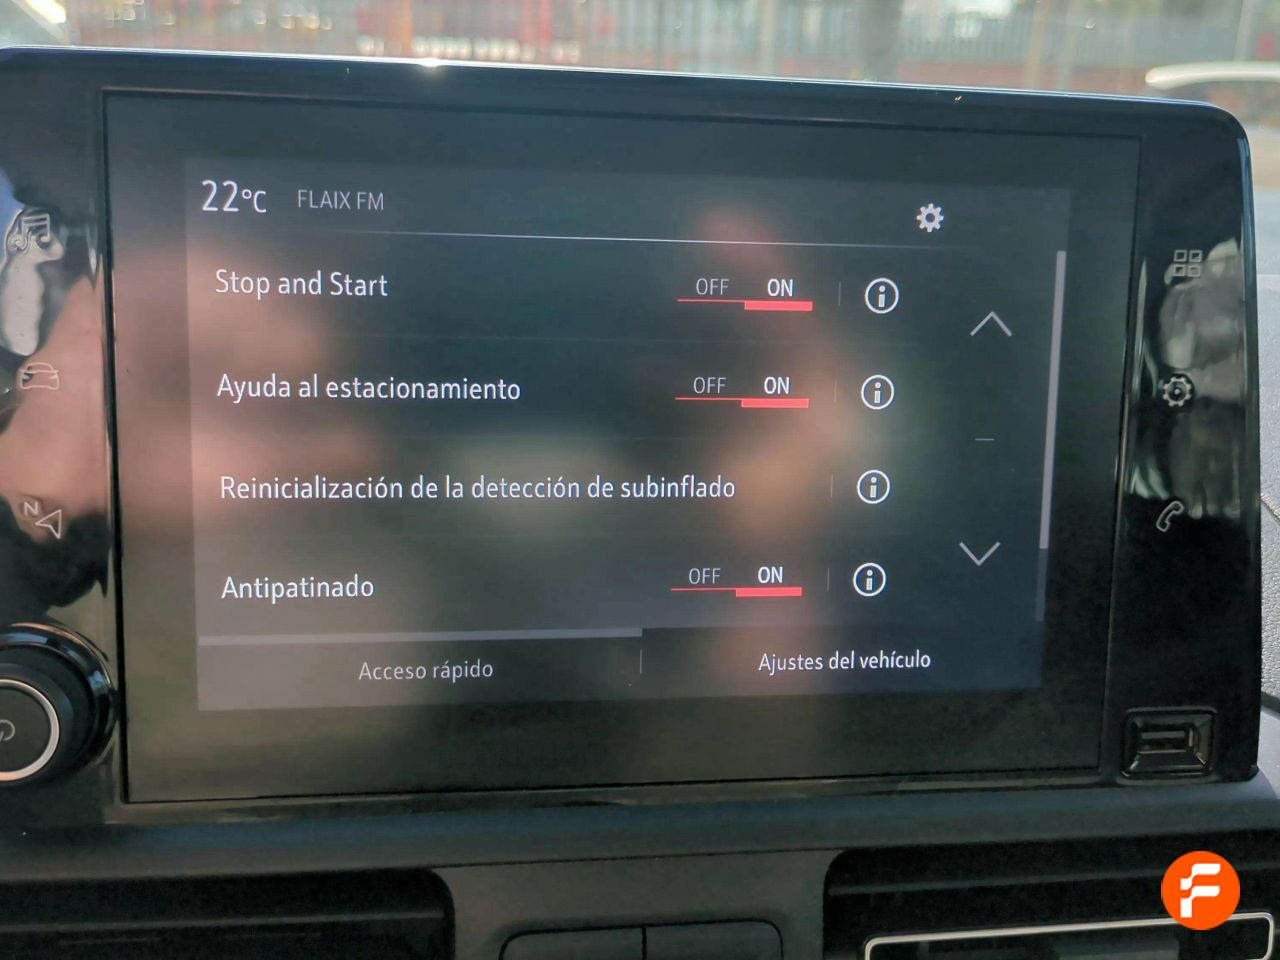 22°C FLAIX FM
Stop and Start OFF ON
Ayuda al estacionamiento OFF ON
Reinicialización de la detección de subinflado
Antipatinado OFF ON
Acceso rápido Ajustes del vehículo
N
F